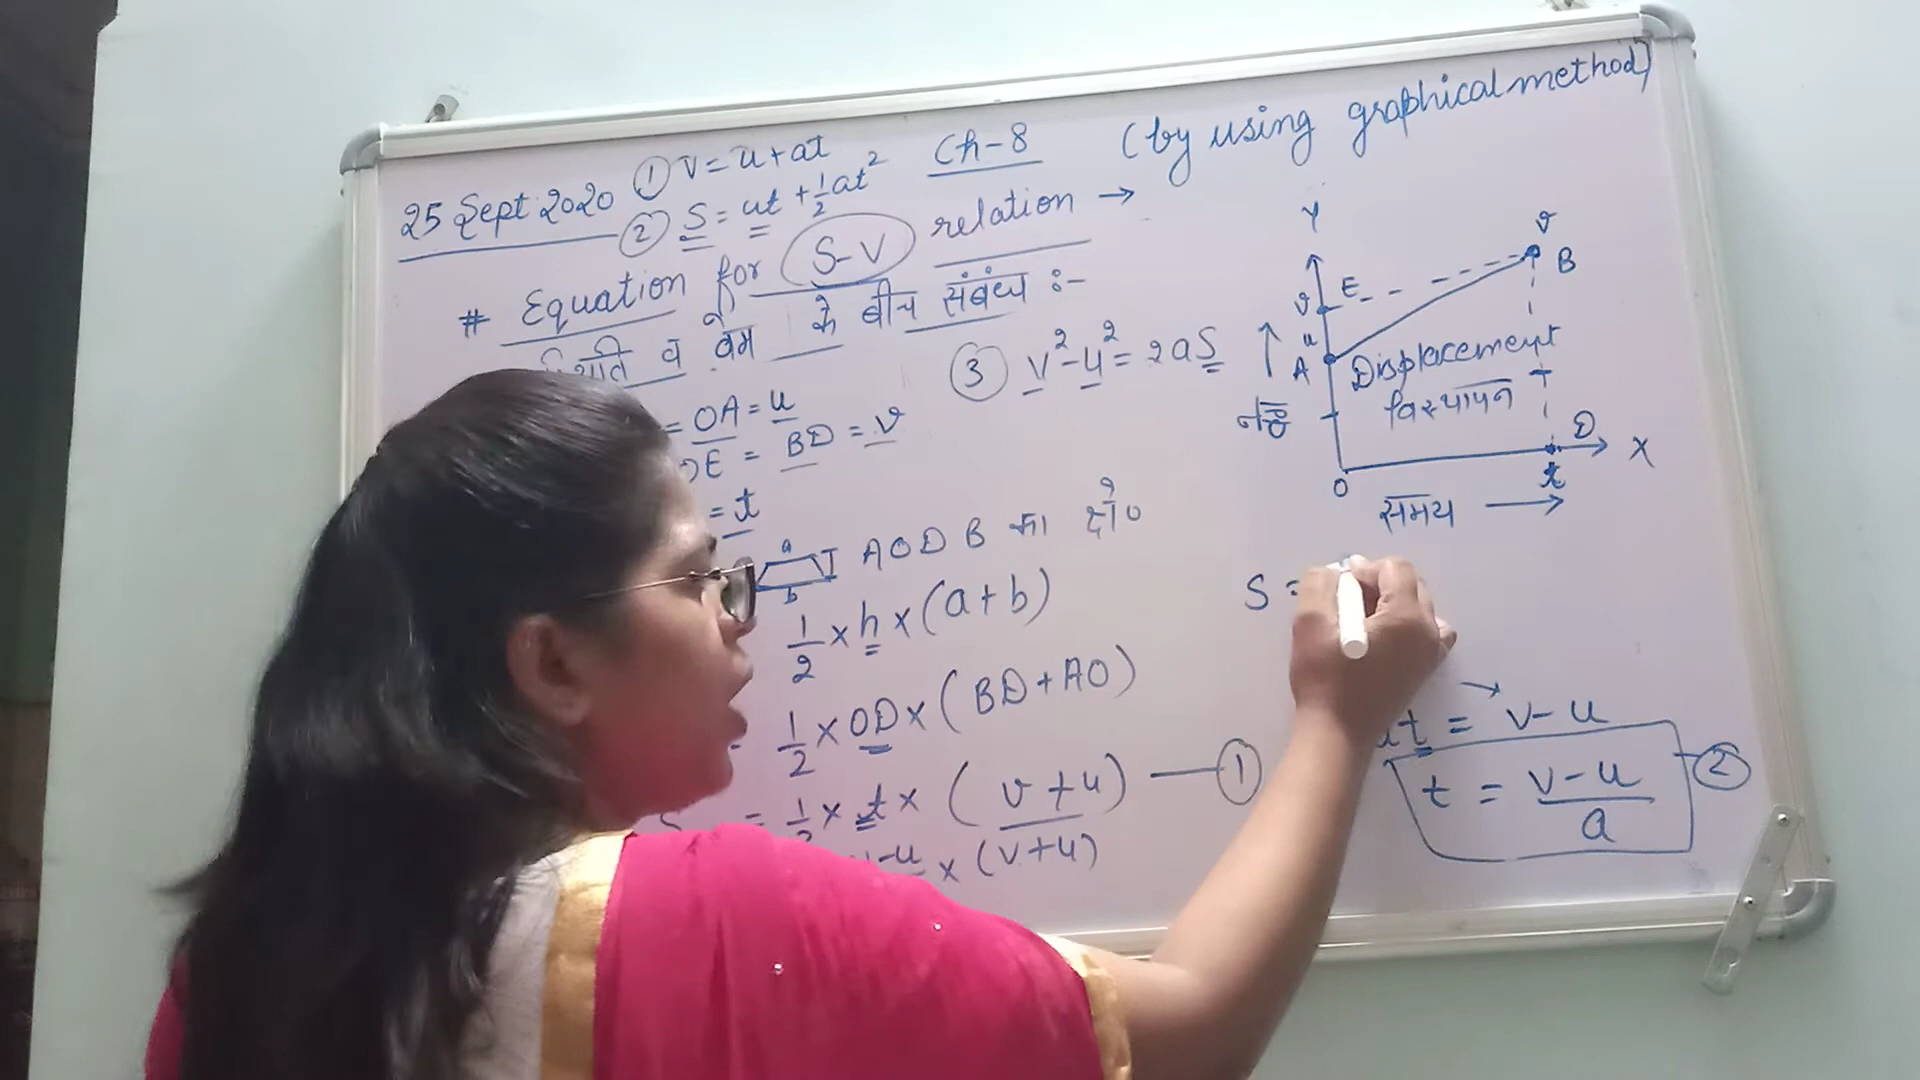 25 Sept 2020 ① v = u + at Ch-8 (by using graphical method)
② S = ut + 1/2 at²
# Equation for S-V relation →
व वेग के बीच संबंध :-
③ v² - u² = 2aS
= OA = u
E = BD = v
= t
a
b
AODB का क्षे०
1/2 × h × (a + b)
1/2 × OD × (BD + AO)
= 1/2 × t × (v + u) — ①
-u × (v + u)
Y
v
B
v E
u
A
Displacement
विस्थापन
D
X
O
t
समय →
S =
t = v - u
t = (v - u)/a ②